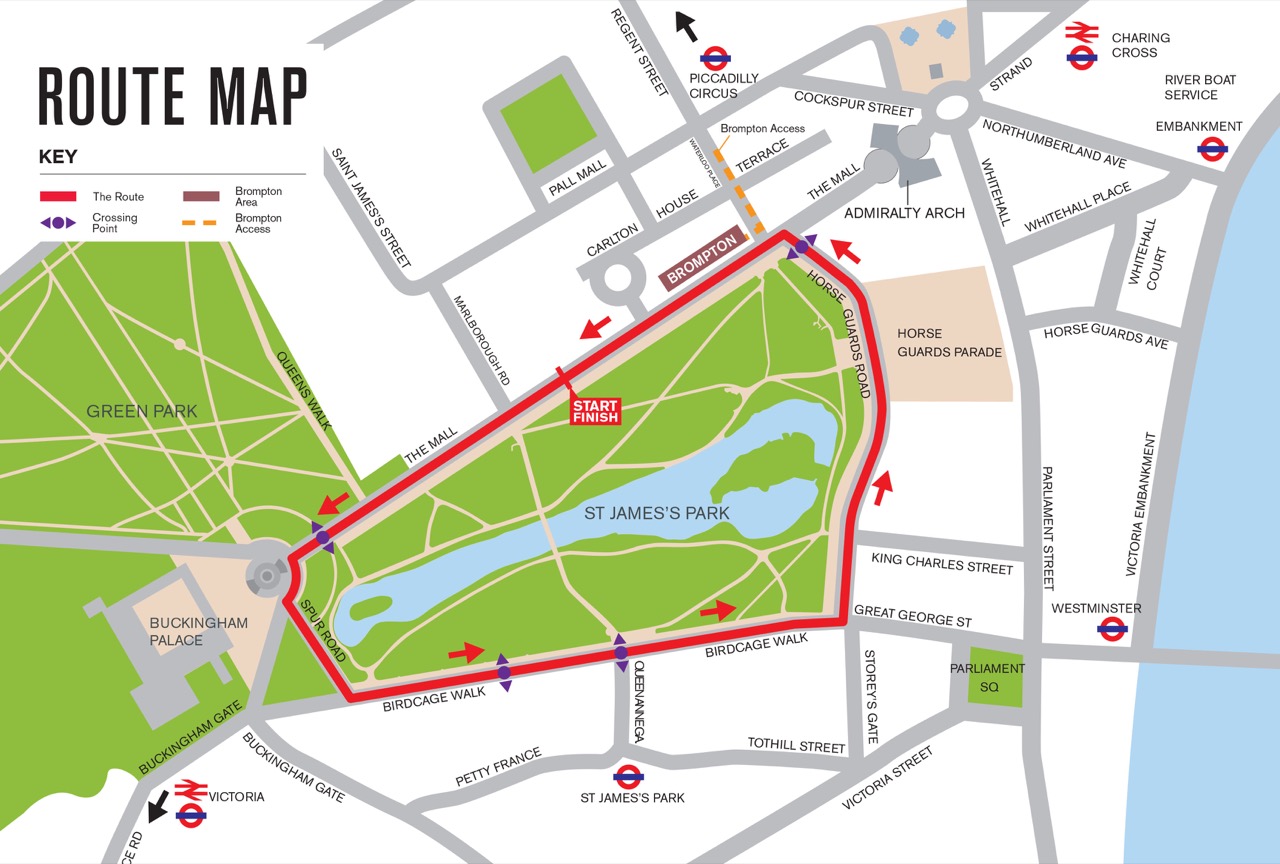 ROUTE MAP
KEY
The Route
Brompton
Area
Crossing
Point
Brompton
Access
REGENT STREET
PICCADILLY
CIRCUS
CHARING
CROSS
STRAND
RIVER BOAT
SERVICE
EMBANKMENT
COCKSPUR STREET
NORTHUMBERLAND AVE
Brompton Access
WATERLOO PLACE
SAINT JAMES'S STREET
PALL MALL
CARLTON HOUSE TERRACE
THE MALL
ADMIRALTY ARCH
WHITEHALL
WHITEHALL PLACE
WHITEHALL
COURT
BROMPTON
HORSE GUARDS ROAD
HORSE
GUARDS PARADE
HORSE GUARDS AVE
MARLBOROUGH RD
QUEENS WALK
GREEN PARK
START
FINISH
THE MALL
ST JAMES'S PARK
PARLIAMENT STREET
VICTORIA EMBANKMENT
KING CHARLES STREET
GREAT GEORGE ST
WESTMINSTER
BUCKINGHAM
PALACE
SPUR ROAD
BIRDCAGE WALK
BIRDCAGE WALK
QUEENANNEGA
STOREY'S GATE
PARLIAMENT
SQ
BUCKINGHAM GATE
BUCKINGHAM GATE
PETTY FRANCE
TOTHILL STREET
VICTORIA STREET
ST JAMES'S PARK
VICTORIA
CE RD